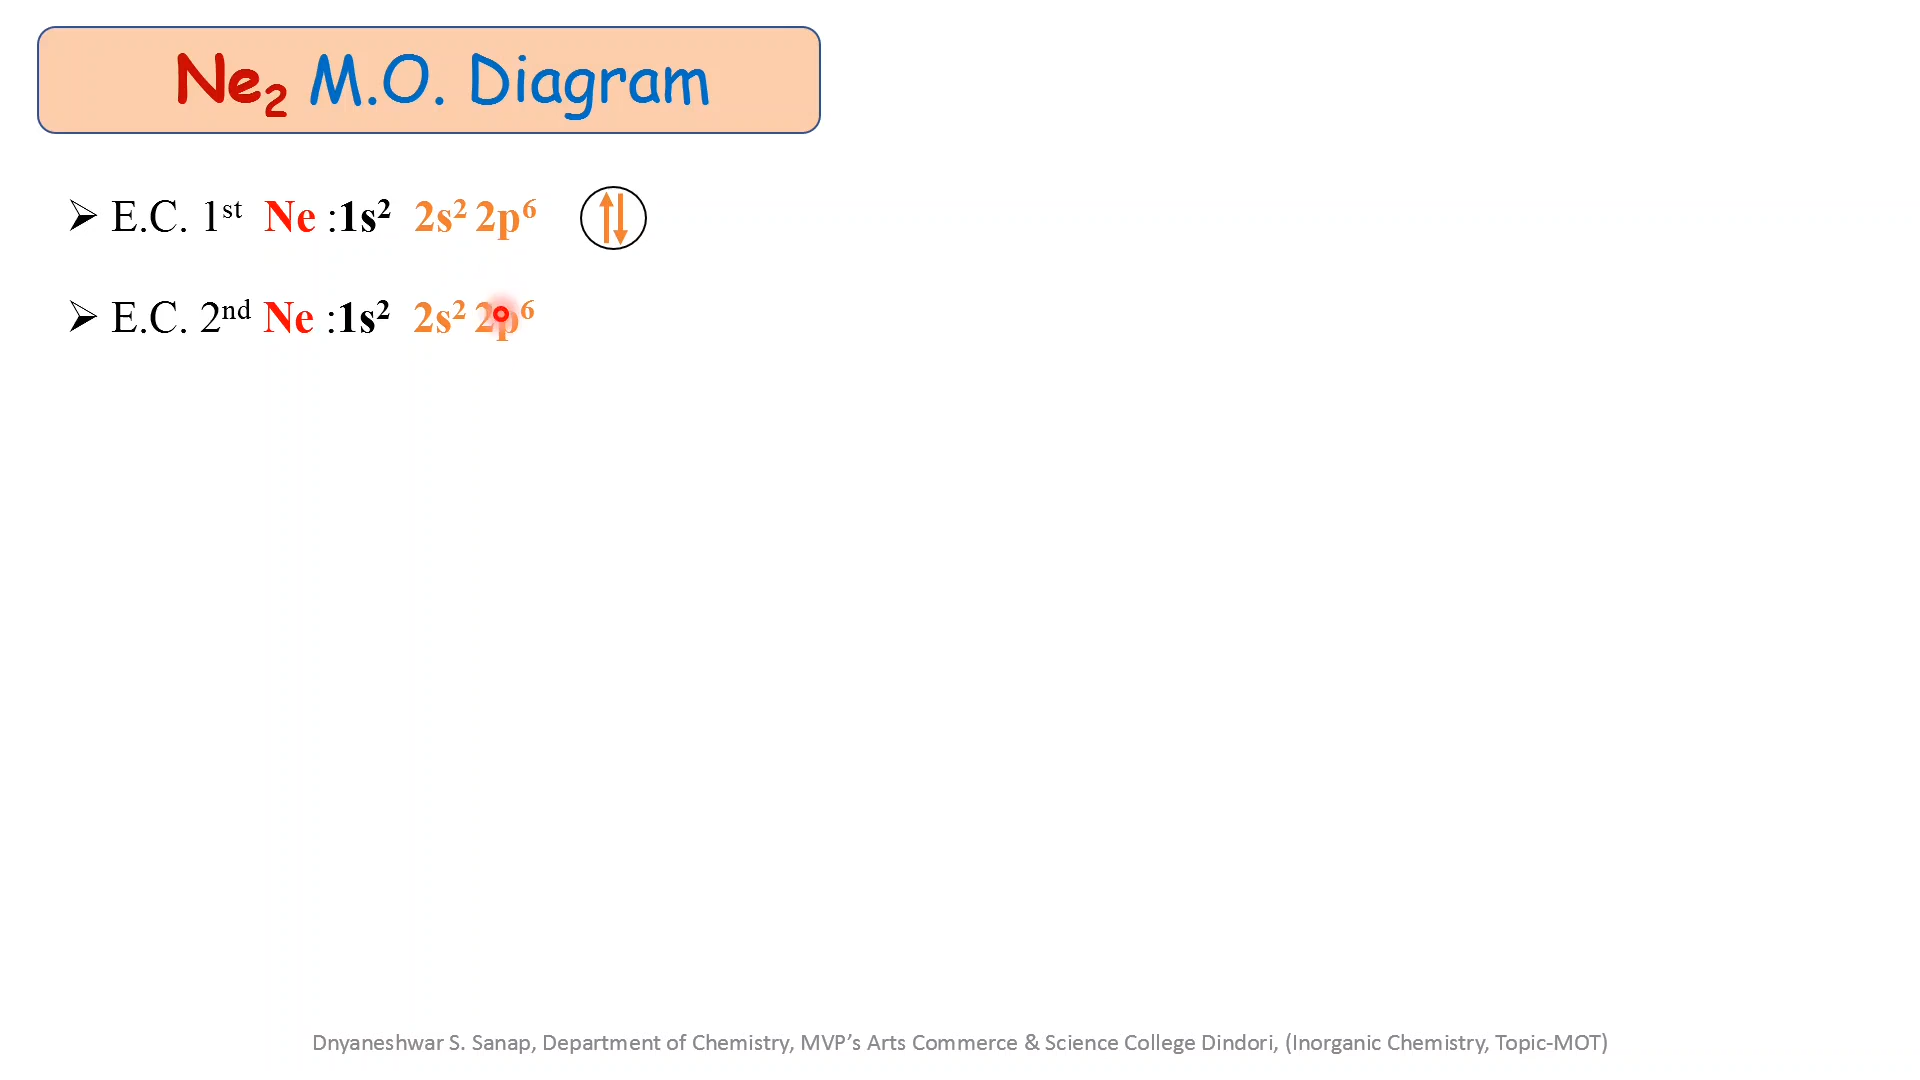 Ne₂ M.O. Diagram
➢ E.C. 1ˢᵗ Ne :1s² 2s² 2p⁶
➢ E.C. 2ⁿᵈ Ne :1s² 2s² 2p⁶
Dnyaneshwar S. Sanap, Department of Chemistry, MVP’s Arts Commerce & Science College Dindori, (Inorganic Chemistry, Topic-MOT)